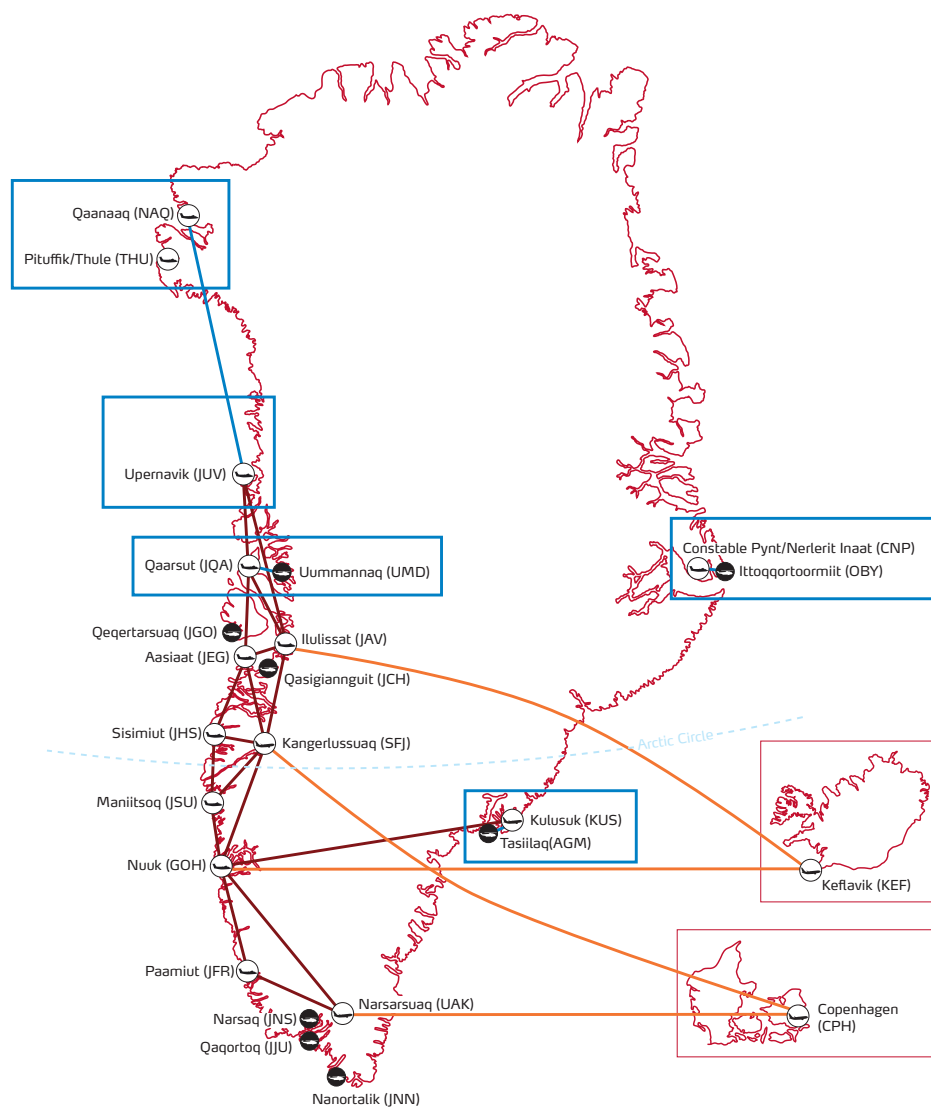 Qaanaaq (NAQ)
Pituffik/Thule (THU)
Upernavik (JUV)
Constable Pynt/Nerlerit Inaat (CNP)
Qaarsut (JQA)
Uummannaq (UMD)
Ittoqqortoormiit (OBY)
Qeqertarsuaq (JGO)
Ilulissat (JAV)
Aasiaat (JEG)
Qasigiannguit (JCH)
Sisimiut (JHS)
Kangerlussuaq (SFJ)
Arctic Circle
Maniitsoq (JSU)
Kulusuk (KUS)
Tasiilaq(AGM)
Nuuk (GOH)
Keflavik (KEF)
Paamiut (JFR)
Narsarsuaq (UAK)
Copenhagen
(CPH)
Narsaq (JNS)
Qaqortoq (JJU)
Nanortalik (JNN)